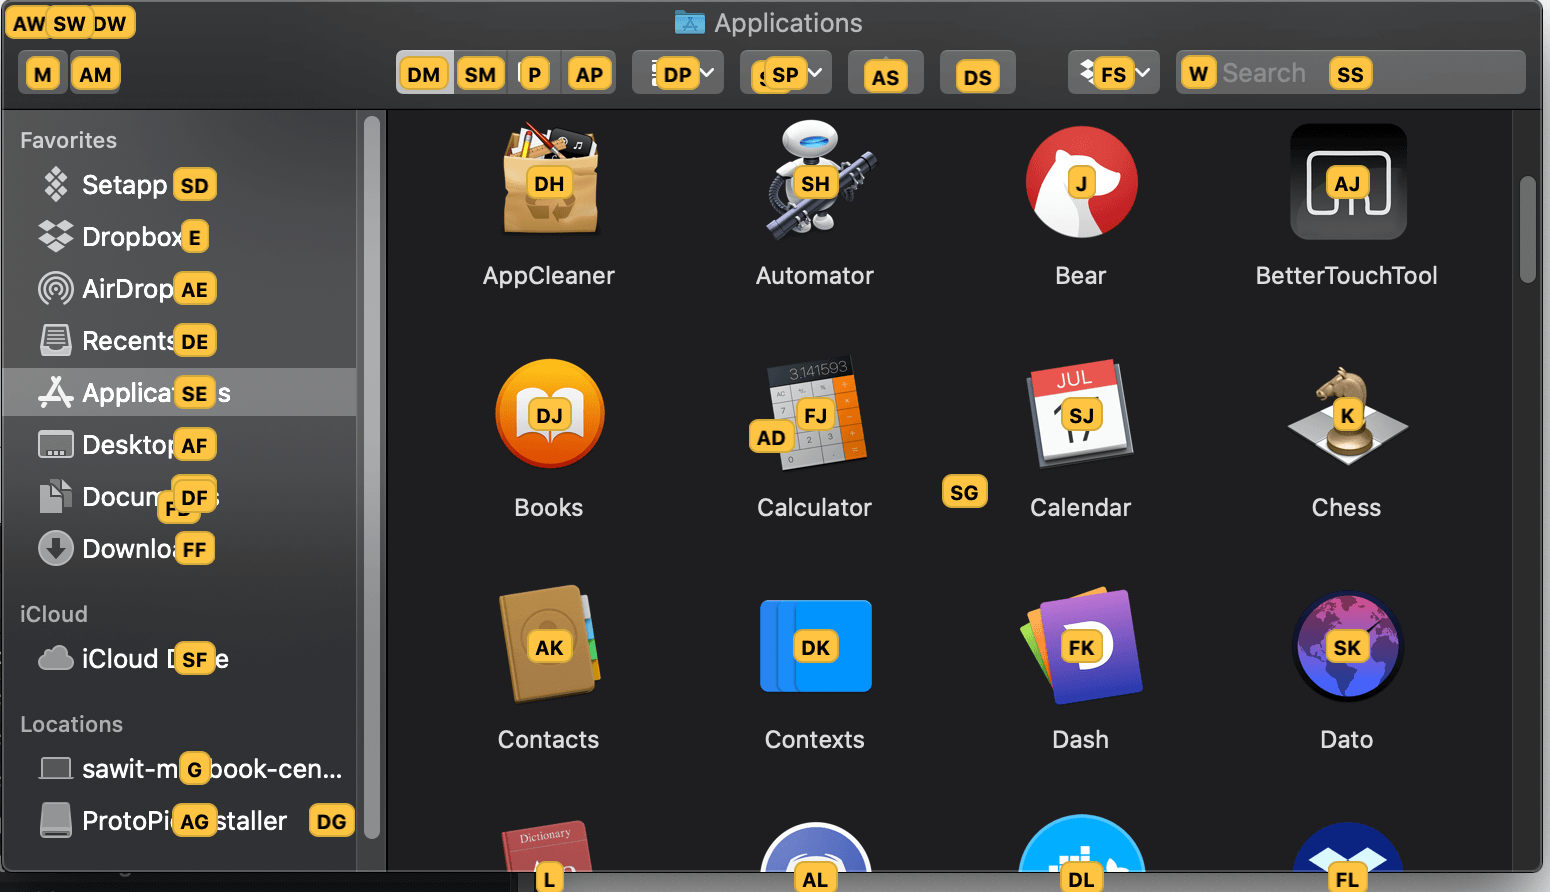 AW SW DW
Applications
M AM DM SM P AP DP SP AS DS FS W Search SS
Favorites
Setapp SD
Dropbox E
AirDrop AE
Recents DE
Applica SE s
Desktop AF
Docum DF s
Downloa FF
iCloud
iCloud D SF e
Locations
sawit-m G book-cen...
ProtoPi AG staller DG
DH SH J AJ
AppCleaner Automator Bear BetterTouchTool
3.141593
JUL
DJ AD FJ SJ K
SG
Books Calculator Calendar Chess
AK DK FK SK
Contacts Contexts Dash Dato
Dictionary
L AL DL FL